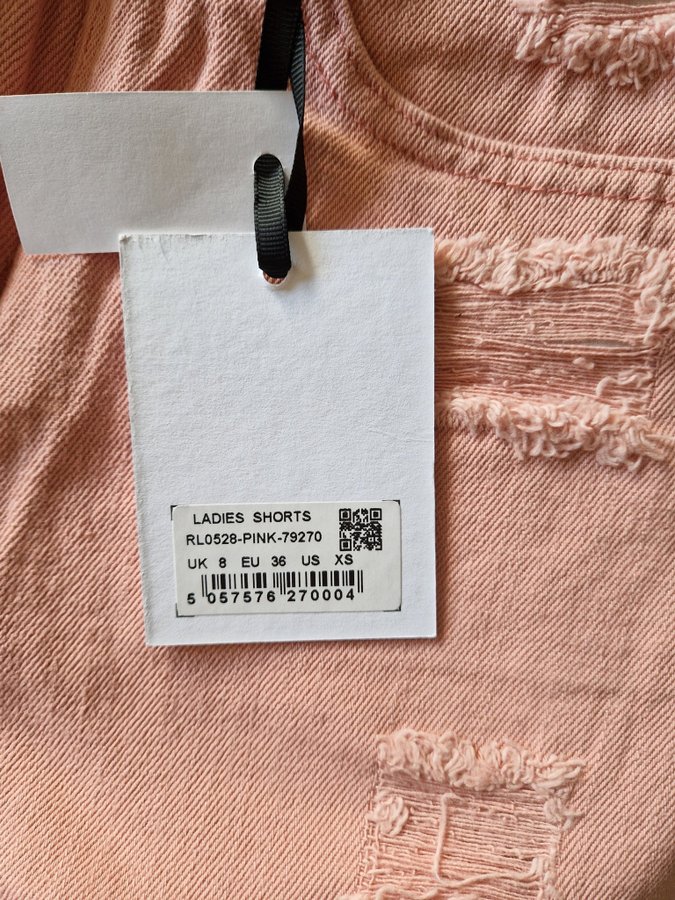 LADIES SHORTS
RL0528-PINK-79270
UK 8 EU 36 US XS
5 057576 270004